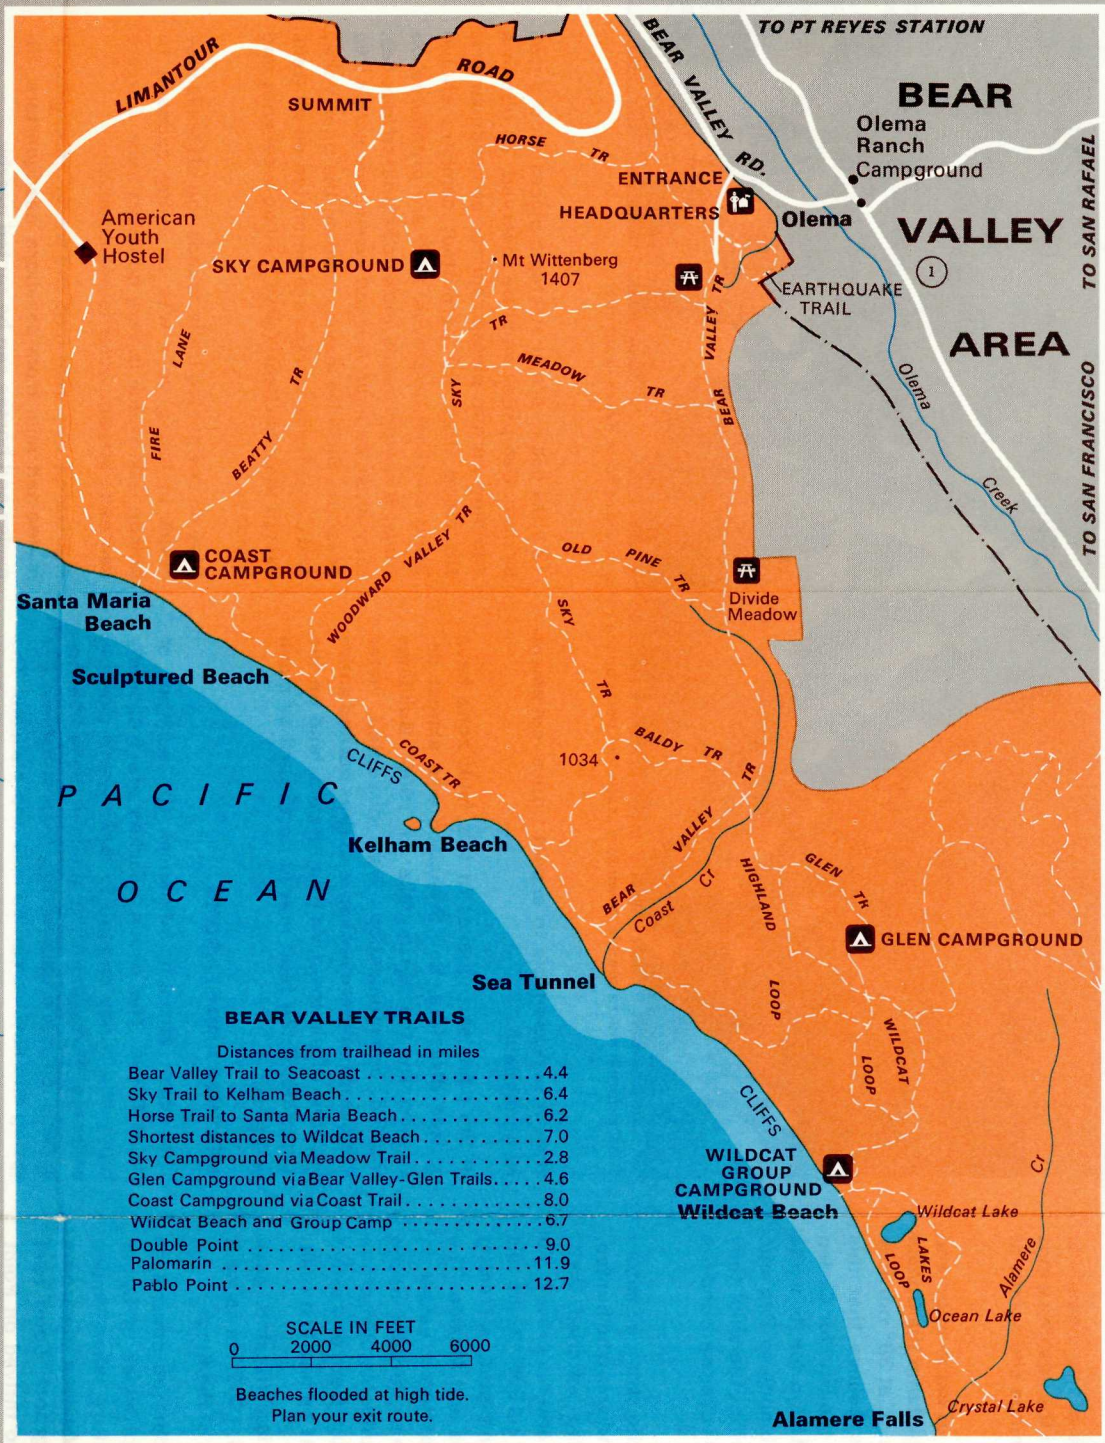 TO PT REYES STATION
BEAR VALLEY RD.
LIMANTOUR ROAD
SUMMIT
HORSE TR
BEAR
VALLEY
AREA
Olema
Ranch
Campground
TO SAN RAFAEL
ENTRANCE
HEADQUARTERS
Olema
1
American
Youth
Hostel
SKY CAMPGROUND
Mt Wittenberg
1407
EARTHQUAKE
TRAIL
VALLEY TR
BEAR
TR
MEADOW TR
SKY
FIRE LANE
BEATTY TR
Olema Creek
TO SAN FRANCISCO
COAST
CAMPGROUND
WOODWARD VALLEY TR
OLD PINE TR
Divide
Meadow
Santa Maria
Beach
Sculptured Beach
SKY TR
BALDY TR
1034
COAST TR
CLIFFS
PACIFIC
OCEAN
Kelham Beach
BEAR VALLEY TR
Coast Cr
HIGHLAND LOOP
GLEN TR
GLEN CAMPGROUND
Sea Tunnel
WILDCAT LOOP
CLIFFS
BEAR VALLEY TRAILS
Distances from trailhead in miles
Bear Valley Trail to Seacoast . . . . . . . . . . . . . . . . . 4.4
Sky Trail to Kelham Beach . . . . . . . . . . . . . . . . . . . 6.4
Horse Trail to Santa Maria Beach . . . . . . . . . . . . . 6.2
Shortest distances to Wildcat Beach . . . . . . . . . . . 7.0
Sky Campground via Meadow Trail . . . . . . . . . . . . 2.8
Glen Campground via Bear Valley-Glen Trails. . . . . 4.6
Coast Campground via Coast Trail . . . . . . . . . . . . . 8.0
Wildcat Beach and Group Camp . . . . . . . . . . . . . 6.7
Double Point . . . . . . . . . . . . . . . . . . . . . . . . . . . . 9.0
Palomarin . . . . . . . . . . . . . . . . . . . . . . . . . . . . . 11.9
Pablo Point . . . . . . . . . . . . . . . . . . . . . . . . . . . . 12.7
WILDCAT
GROUP
CAMPGROUND
Wildcat Beach
Wildcat Lake
LAKES LOOP
Ocean Lake
Alamere Cr
Crystal Lake
Alamere Falls
SCALE IN FEET
0 2000 4000 6000
Beaches flooded at high tide.
Plan your exit route.